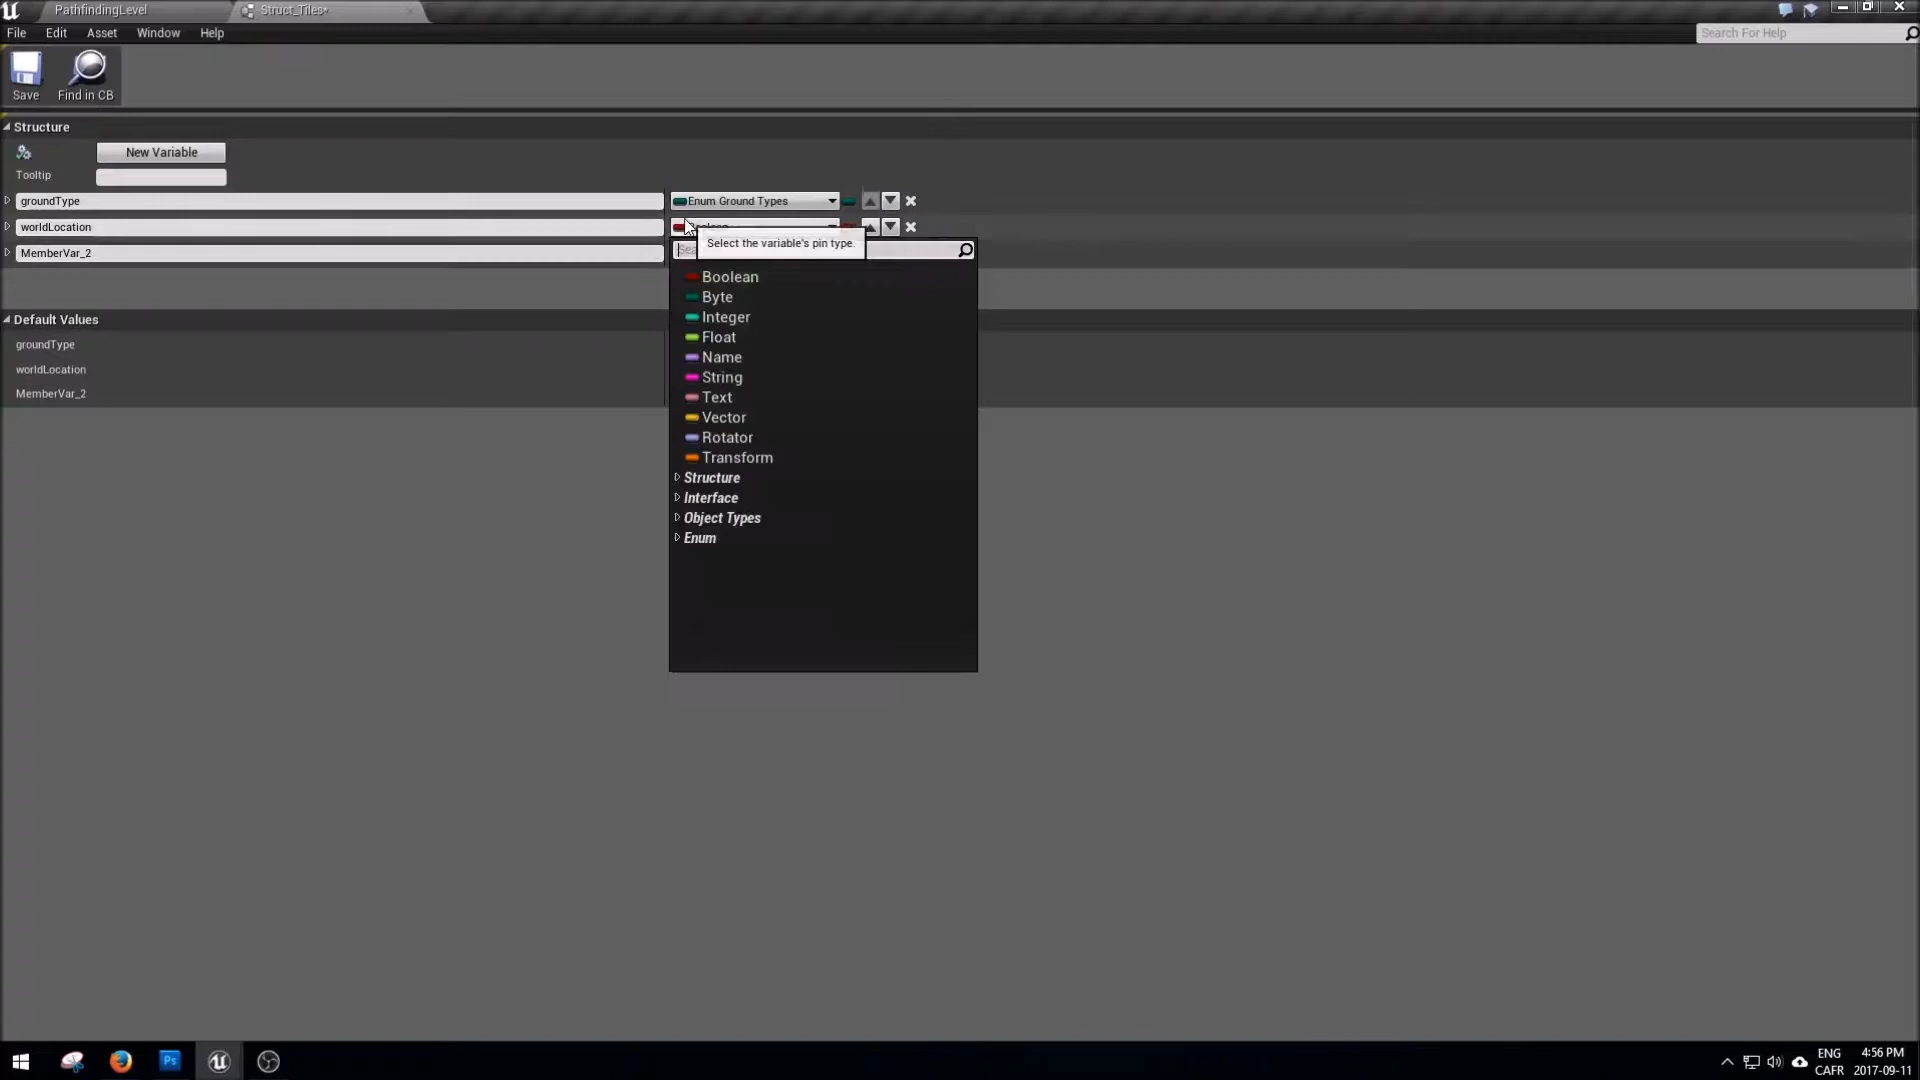 PathfindingLevel
Struct_Tiles*
File Edit Asset Window Help
Search For Help
Save
Find in CB
Structure
New Variable
Tooltip
groundType
Enum Ground Types
worldLocation
Select the variable's pin type.
MemberVar_2
Boolean
Byte
Integer
Float
Name
String
Text
Vector
Rotator
Transform
Structure
Interface
Object Types
Enum
Default Values
groundType
worldLocation
MemberVar_2
Ps
ENG
CAFR
4:56 PM
2017-09-11